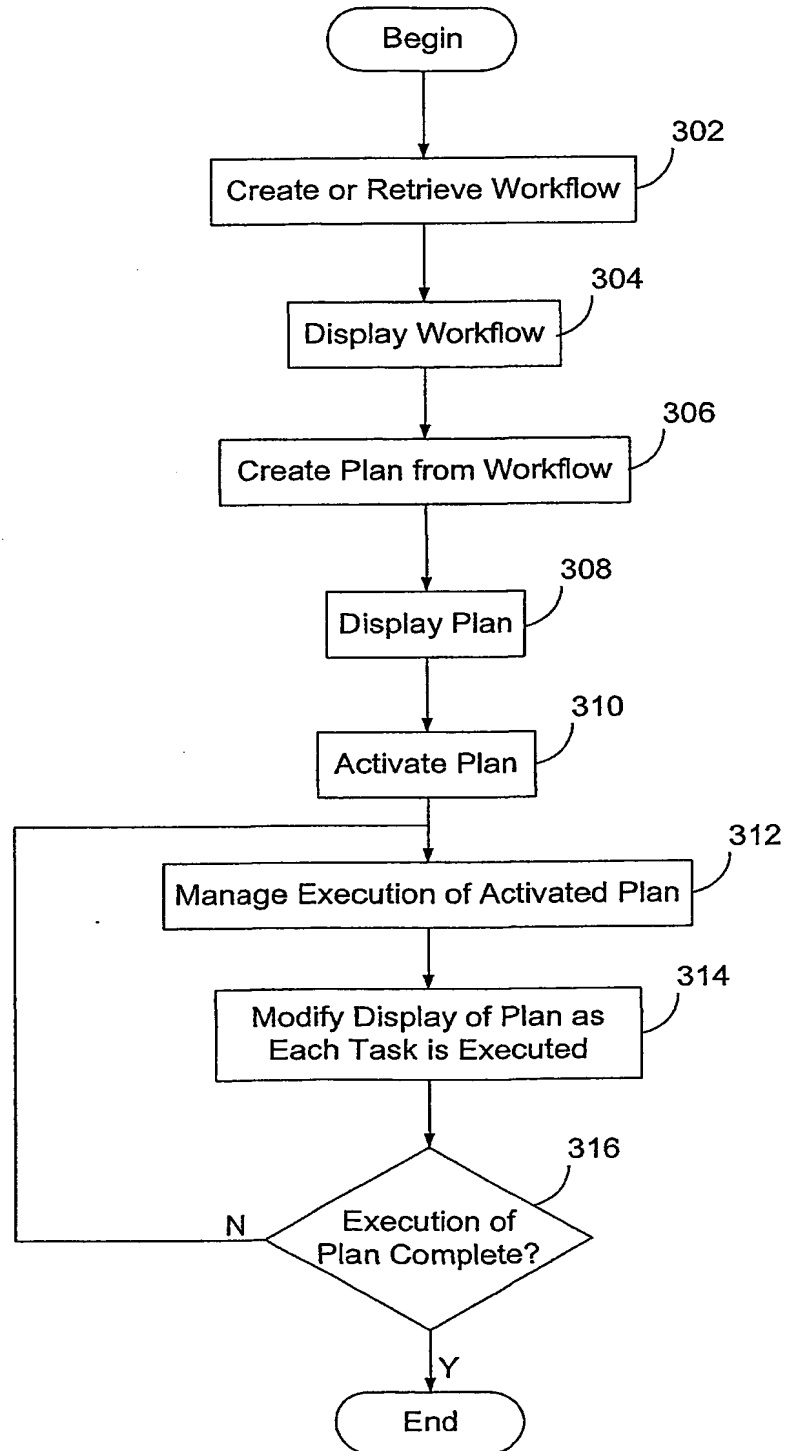 Begin
302
Create or Retrieve Workflow
304
Display Workflow
306
Create Plan from Workflow
308
Display Plan
310
Activate Plan
312
Manage Execution of Activated Plan
314
Modify Display of Plan as
Each Task is Executed
316
Execution of
Plan Complete?
N
Y
End